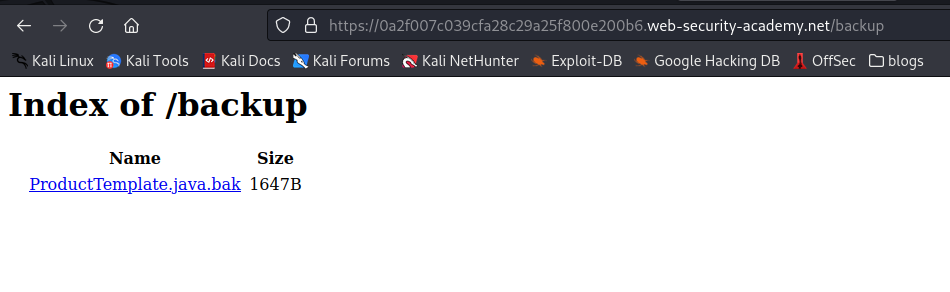 https://0a2f007c039cfa28c29a25f800e200b6.web-security-academy.net/backup
Kali Linux Kali Tools Kali Docs Kali Forums Kali NetHunter Exploit-DB Google Hacking DB OffSec blogs
Index of /backup
Name Size
ProductTemplate.java.bak 1647B